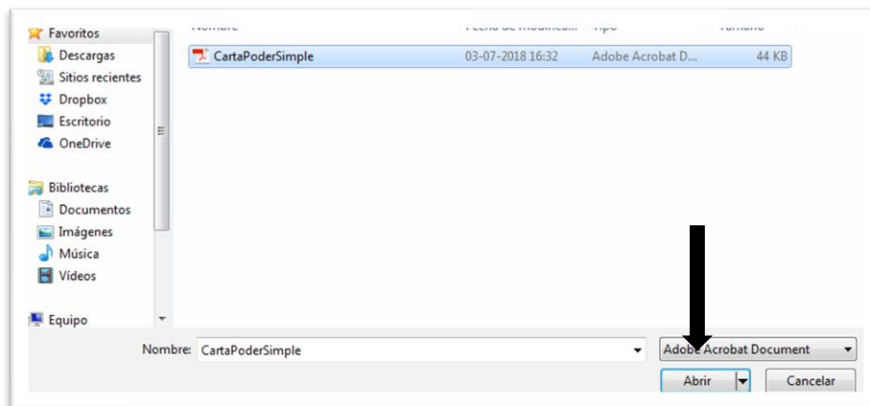 Favoritos
Descargas
Sitios recientes
Dropbox
Escritorio
OneDrive
Bibliotecas
Documentos
Imágenes
Música
Vídeos
Equipo
CartaPoderSimple 03-07-2018 16:32 Adobe Acrobat D... 44 KB
Nombre: CartaPoderSimple Adobe Acrobat Document
Abrir Cancelar